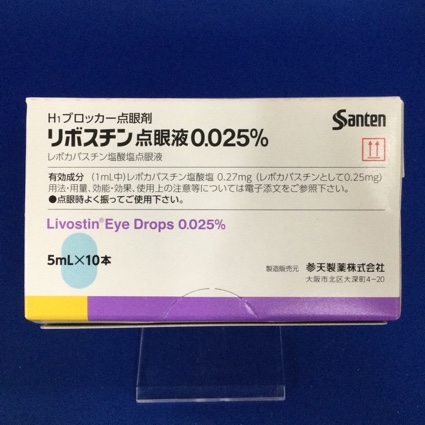 H1ブロッカー点眼剤
Santen
リボスチン点眼液0.025%
レボカバスチン塩酸塩点眼液
有効成分 (1mL中)レボカバスチン塩酸塩 0.27mg (レボカバスチンとして0.25mg)
用法・用量、効能・効果、使用上の注意等については電子添文をご参照下さい。
●点眼時よく振ってご使用下さい。
Livostin® Eye Drops 0.025%
5mL×10本
製造販売元 参天製薬株式会社
大阪市北区大深町4-20